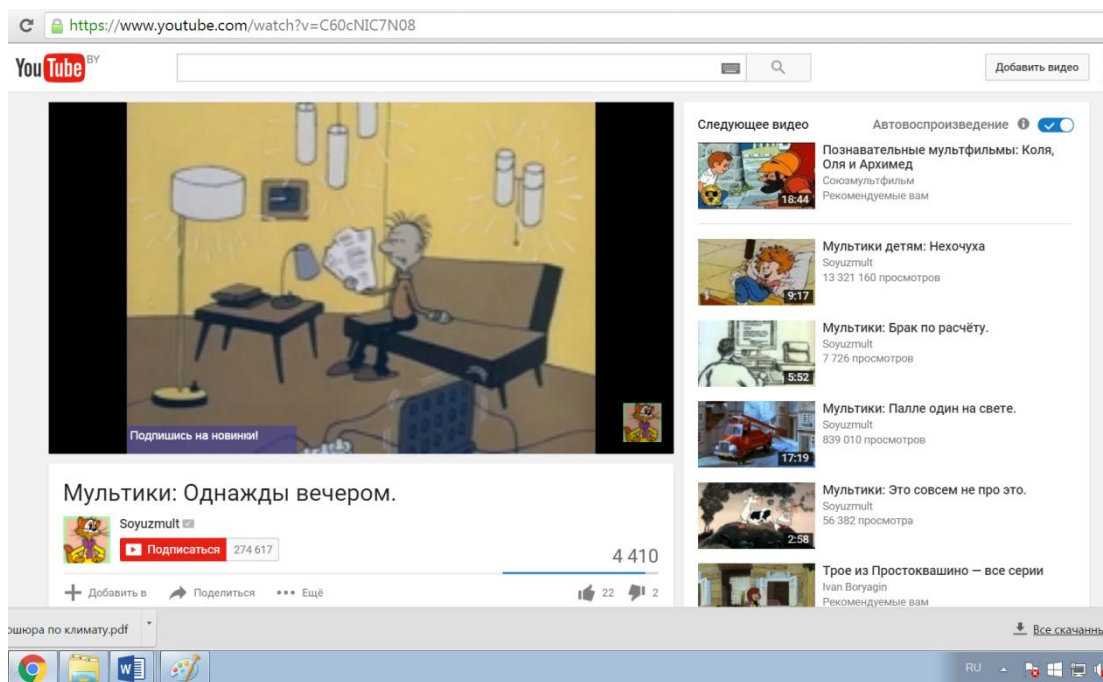 https://www.youtube.com/watch?v=C60cNIC7N08
YouTube BY
Добавить видео
Подпишись на новинки!
Мультики: Однажды вечером.
Soyuzmult
Подписаться 274 617
4 410
Добавить в Поделиться ••• Ещё
22 2
Следующее видео Автовоспроизведение
Познавательные мультфильмы: Коля,
Оля и Архимед
Союзмультфильм
Рекомендуемые вам
18:44
Мультики детям: Нехочуха
Soyuzmult
13 321 160 просмотров
9:17
Мультики: Брак по расчёту.
Soyuzmult
7 726 просмотров
5:52
Мультики: Палле один на свете.
Soyuzmult
839 010 просмотров
17:19
Мультики: Это совсем не про это.
Soyuzmult
56 382 просмотра
2:58
Трое из Простоквашино — все серии
Ivan Boryagin
Рекомендуемые вам
ошюра по климату.pdf
Все скачанны
RU